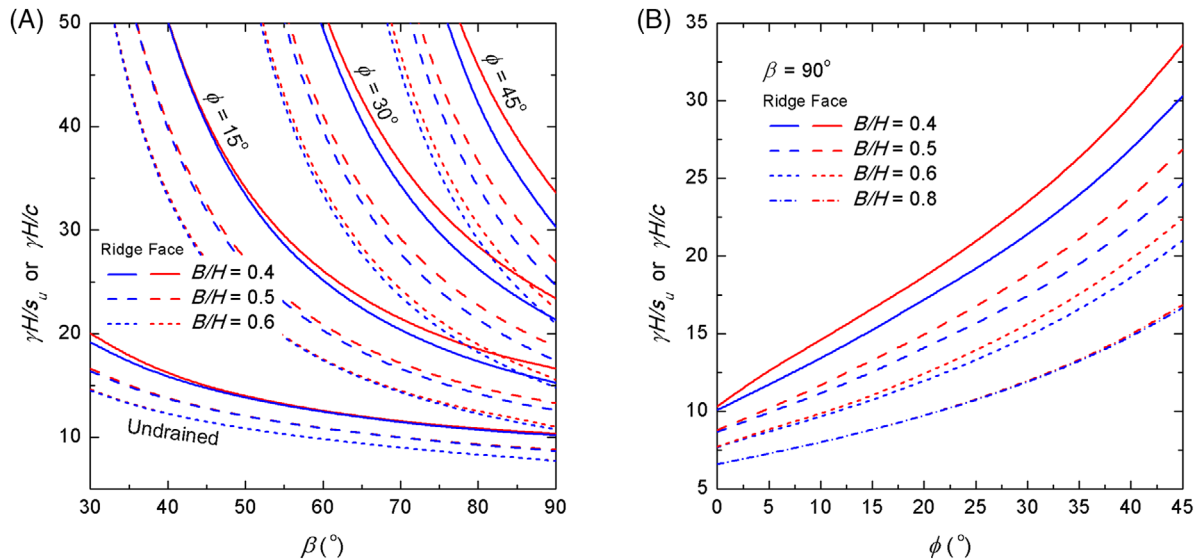 (A)
γH/s_u or γH/c
50
40
30
20
10
ϕ = 15°
ϕ = 30°
ϕ = 45°
Ridge Face
B/H = 0.4
B/H = 0.5
B/H = 0.6
Undrained
30 40 50 60 70 80 90
β (°)
(B)
γH/s_u or γH/c
35
30
25
20
15
10
5
β = 90°
Ridge Face
B/H = 0.4
B/H = 0.5
B/H = 0.6
B/H = 0.8
0 5 10 15 20 25 30 35 40 45
ϕ (°)